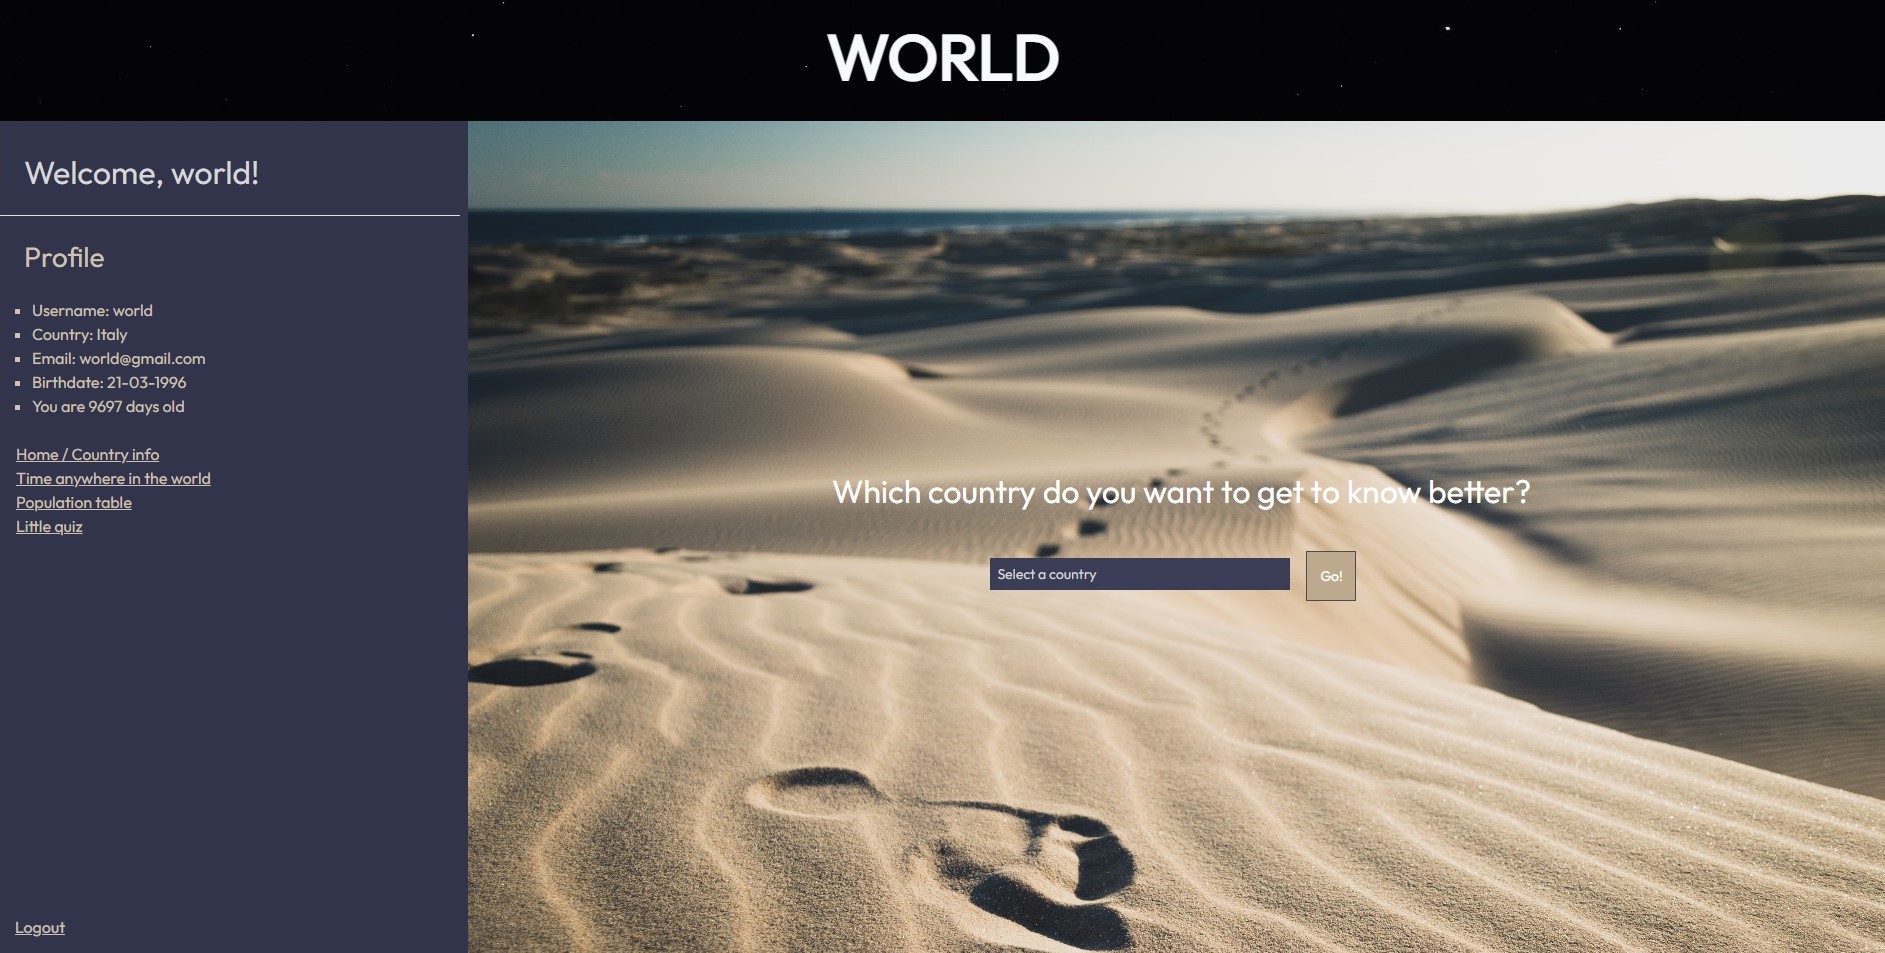 WORLD
Welcome, world!
Profile
Username: world
Country: Italy
Email: world@gmail.com
Birthdate: 21-03-1996
You are 9697 days old
Home / Country info
Time anywhere in the world
Population table
Little quiz
Logout
Which country do you want to get to know better?
Select a country
Go!